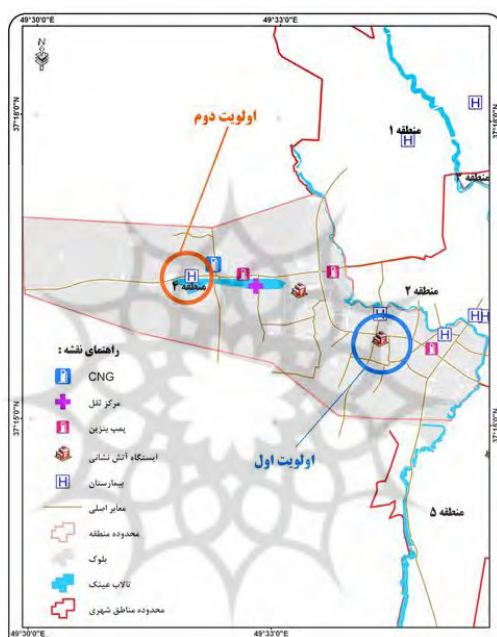 49°30'0"E 49°33'0"E
N
37°18'0"N 37°18'0"N
اولویت دوم
منطقه ۱
منطقه ۳
منطقه ۴
منطقه ۲
راهنمای نقشه :
CNG
مرکز ثقل
پمپ بنزین
ایستگاه آتش نشانی
H بیمارستان
معابر اصلی
محدوده منطقه
بلوک
تالاب عینک
محدوده مناطق شهری
اولویت اول
منطقه ۵
37°15'0"N 37°15'0"N
49°30'0"E 49°33'0"E